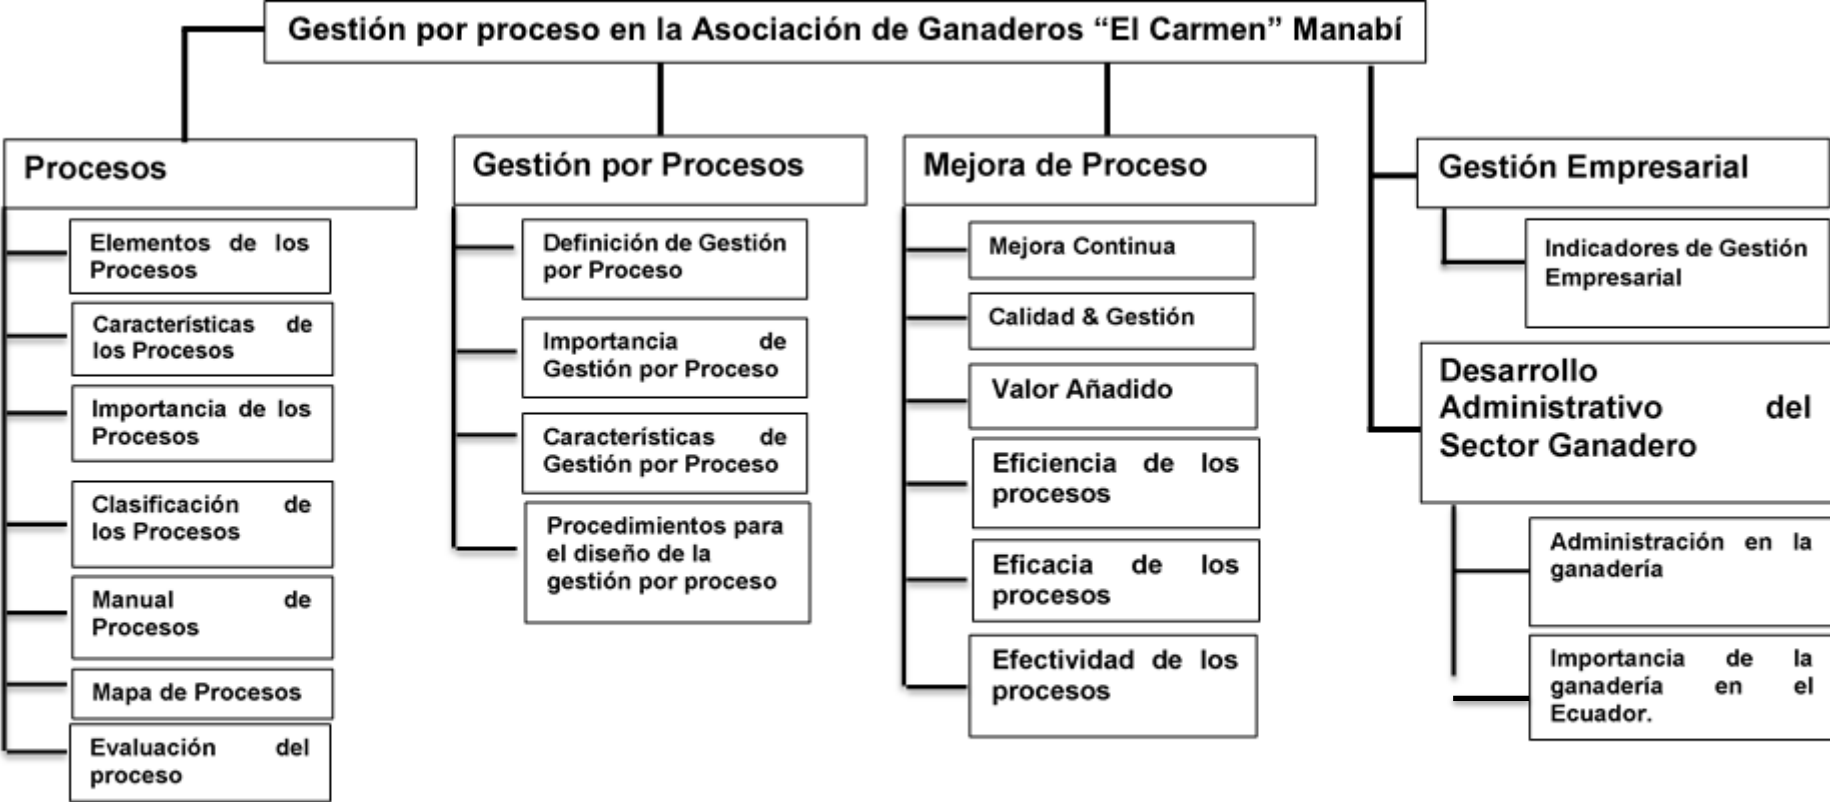 Gestión por proceso en la Asociación de Ganaderos “El Carmen” Manabí
Procesos
Elementos de los
Procesos
Características de
los Procesos
Importancia de los
Procesos
Clasificación de
los Procesos
Manual de
Procesos
Mapa de Procesos
Evaluación del
proceso
Gestión por Procesos
Definición de Gestión
por Proceso
Importancia de
Gestión por Proceso
Características de
Gestión por Proceso
Procedimientos para
el diseño de la
gestión por proceso
Mejora de Proceso
Mejora Continua
Calidad & Gestión
Valor Añadido
Eficiencia de los
procesos
Eficacia de los
procesos
Efectividad de los
procesos
Gestión Empresarial
Indicadores de Gestión
Empresarial
Desarrollo
Administrativo del
Sector Ganadero
Administración en la
ganadería
Importancia de la
ganadería en el
Ecuador.